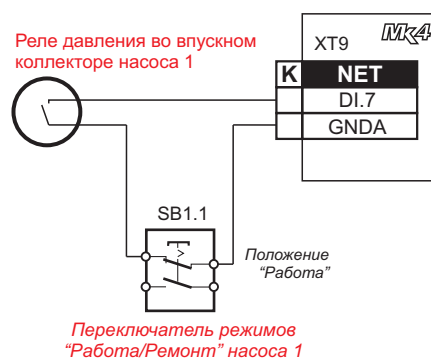 Реле давления во впускном
коллекторе насоса 1
XT9
Mk4
K NET
DI.7
GNDA
SB1.1
Положение
“Работа”
Переключатель режимов
“Работа/Ремонт” насоса 1